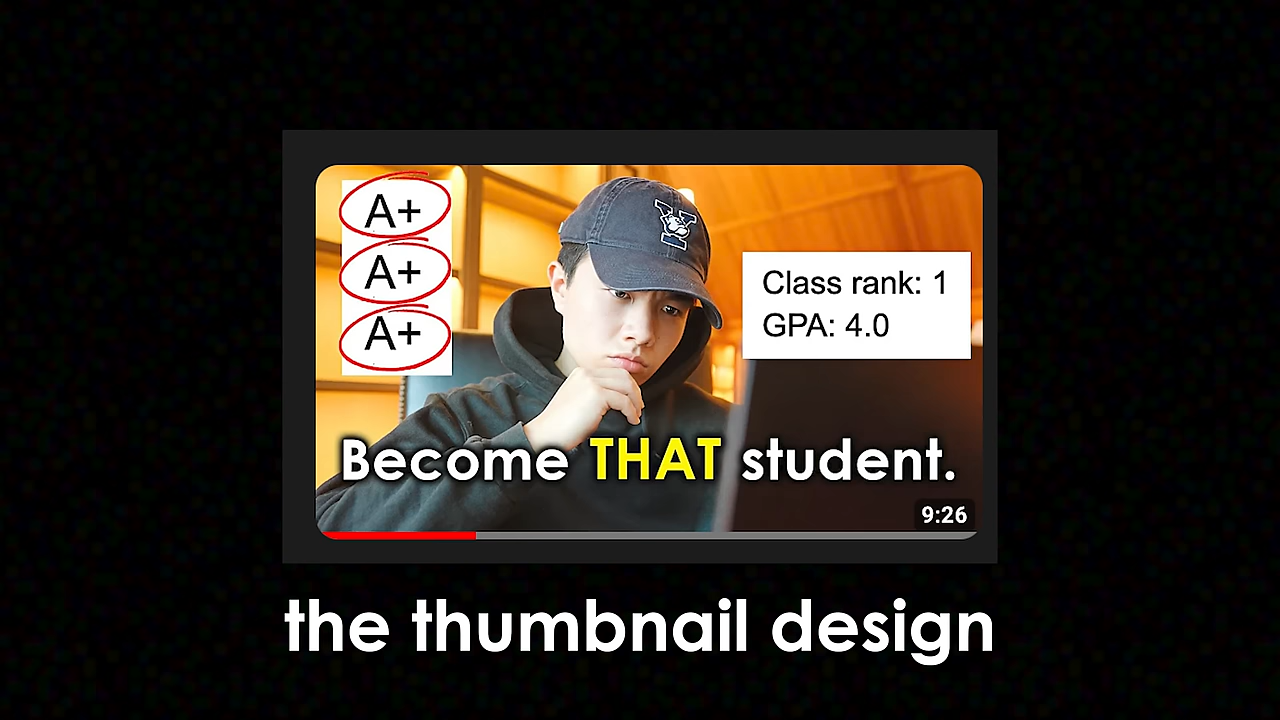 A+
A+
A+
Y
Class rank: 1
GPA: 4.0
Become THAT student.
9:26
the thumbnail design